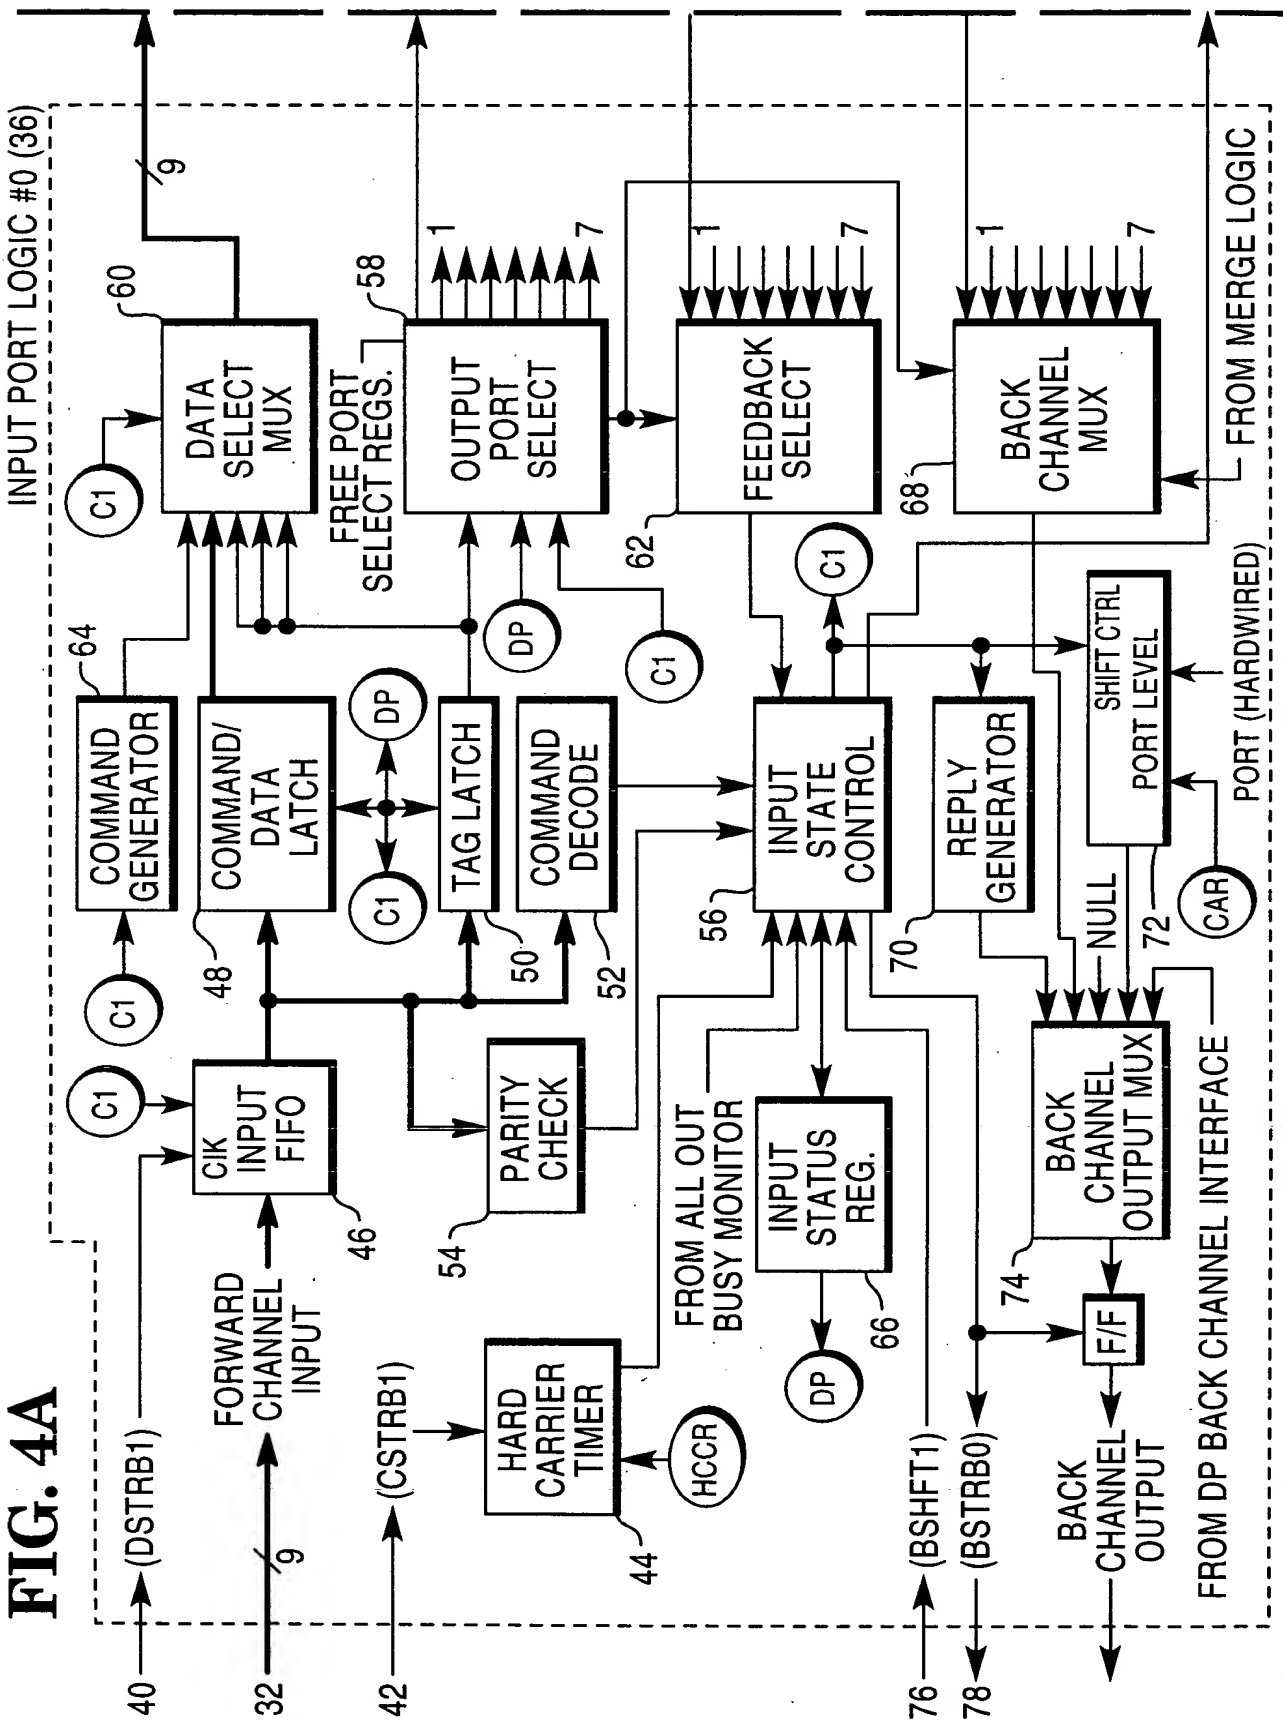 FIG. 4A
INPUT PORT LOGIC #0 (36)
40
(DSTRB1)
32
9
FORWARD
CHANNEL
INPUT
42
(CSTRB1)
C1
ClK
INPUT
FIFO
46
C1
COMMAND
GENERATOR
64
COMMAND/
DATA
LATCH
48
C1
DP
TAG LATCH
50
COMMAND
DECODE
52
PARITY
CHECK
54
HARD
CARRIER
TIMER
44
HCCR
C1
DATA
SELECT
MUX
60
9
FREE PORT
SELECT REGS.
58
OUTPUT
PORT
SELECT
1
7
DP
C1
FEEDBACK
SELECT
62
1
7
C1
INPUT
STATE
CONTROL
56
FROM ALL OUT
BUSY MONITOR
INPUT
STATUS
REG.
66
DP
BACK
CHANNEL
MUX
68
1
7
FROM MERGE LOGIC
REPLY
GENERATOR
70
SHIFT CTRL
PORT LEVEL
72
CAR
PORT (HARDWIRED)
NULL
BACK
CHANNEL
OUTPUT MUX
74
F/F
76
(BSHFT1)
78
(BSTRB0)
BACK
CHANNEL
OUTPUT
FROM DP BACK CHANNEL INTERFACE